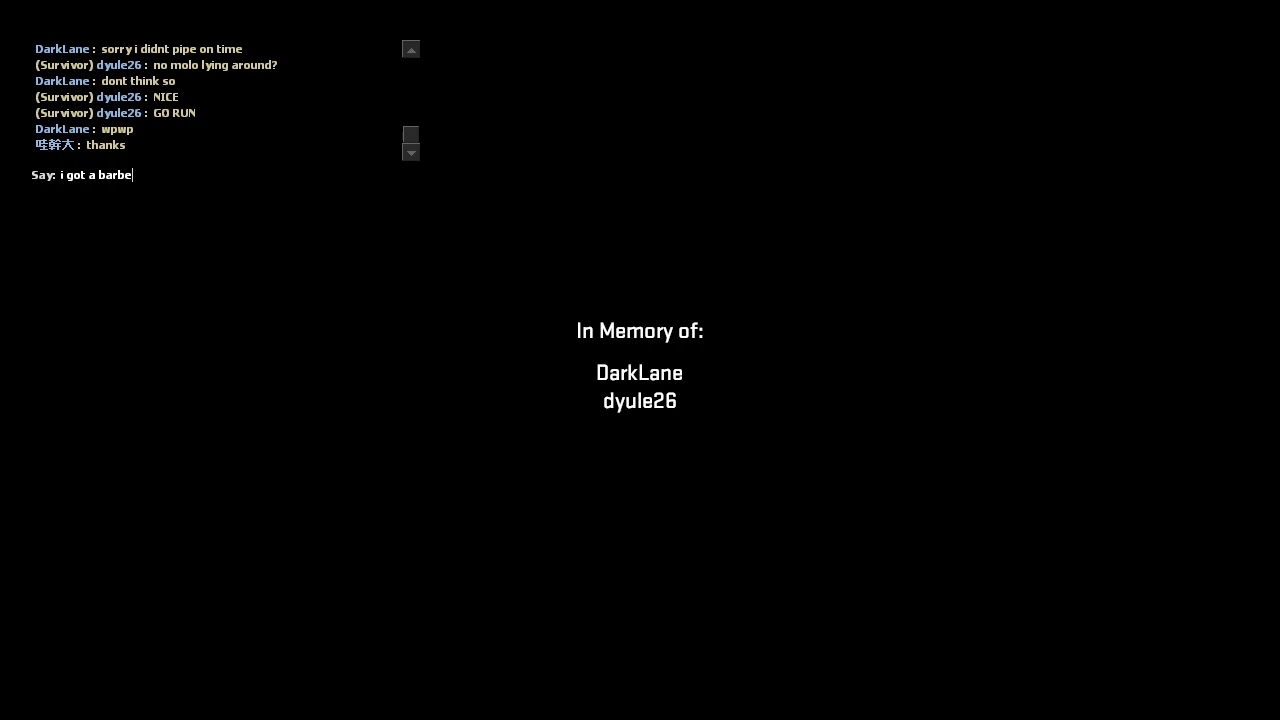 DarkLane : sorry i didnt pipe on time
(Survivor) dyule26 : no molo lying around?
DarkLane : dont think so
(Survivor) dyule26 : NICE
(Survivor) dyule26 : GO RUN
DarkLane : wpwp
哇幹大 : thanks
Say: i got a barbe
In Memory of:
DarkLane
dyule26